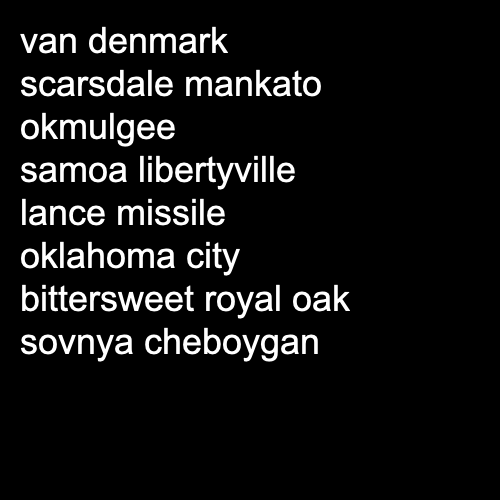 van denmark
scarsdale mankato
okmulgee
samoa libertyville
lance missile
oklahoma city
bittersweet royal oak
sovnya cheboygan